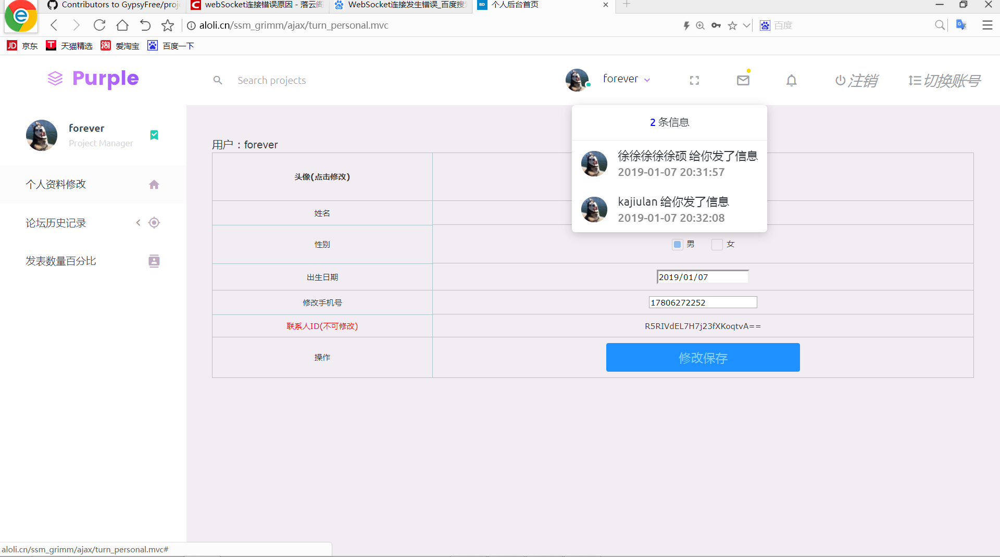 Contributors to GypsyFree/proj
webSocket连接错误原因 - 落云阁
WebSocket连接发生错误_百度搜
个人后台首页
aloli.cn/ssm_grimm/ajax/turn_personal.mvc
百度
JD 京东
T 天猫精选
淘 爱淘宝
百度一下
Purple
Search projects
forever
注销
切换账号
forever
Project Manager
个人资料修改
论坛历史记录
发表数量百分比
2 条信息
徐徐徐徐徐硕 给你发了信息
2019-01-07 20:31:57
kajiulan 给你发了信息
2019-01-07 20:32:08
用户：forever
头像(点击修改)
姓名
性别
男
女
出生日期
2019/01/07
修改手机号
17806272252
联系人ID(不可修改)
R5RIVdEL7H7j23fXKoqtvA==
操作
修改保存
aloli.cn/ssm_grimm/ajax/turn_personal.mvc#